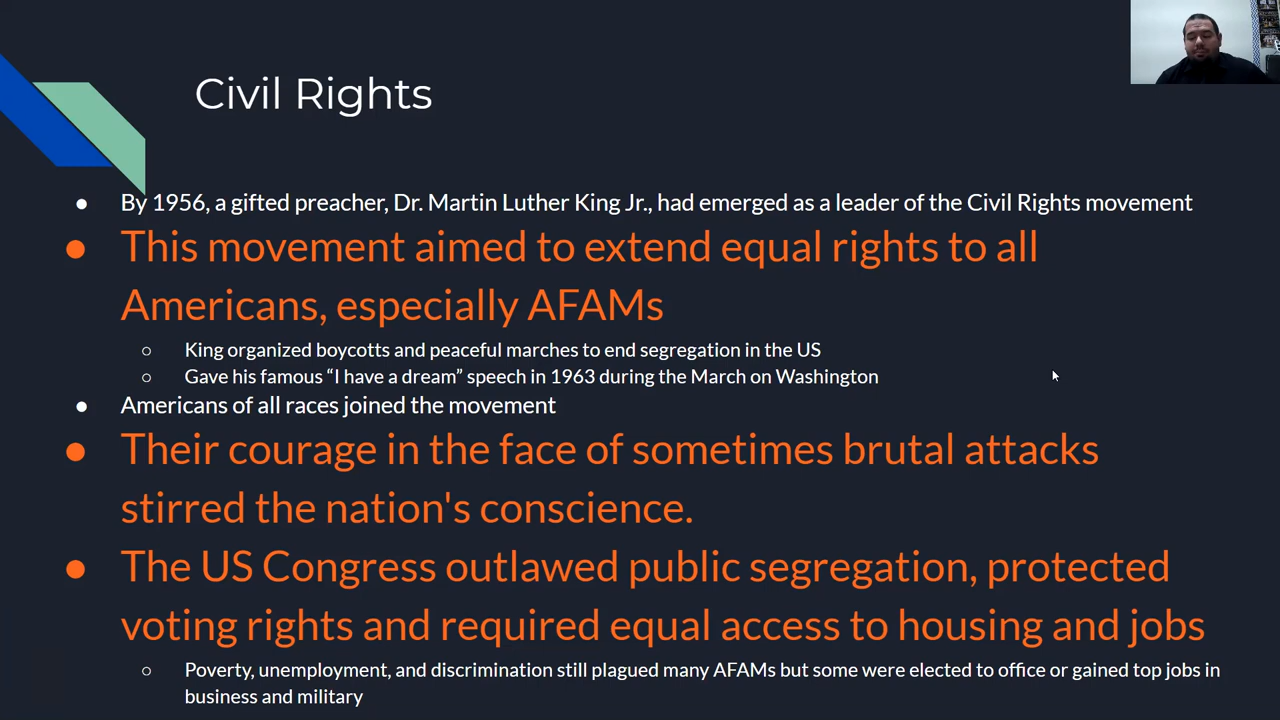 Civil Rights
● By 1956, a gifted preacher, Dr. Martin Luther King Jr., had emerged as a leader of the Civil Rights movement
● This movement aimed to extend equal rights to all
Americans, especially AFAMs
○ King organized boycotts and peaceful marches to end segregation in the US
○ Gave his famous “I have a dream” speech in 1963 during the March on Washington
● Americans of all races joined the movement
● Their courage in the face of sometimes brutal attacks
stirred the nation's conscience.
● The US Congress outlawed public segregation, protected
voting rights and required equal access to housing and jobs
○ Poverty, unemployment, and discrimination still plagued many AFAMs but some were elected to office or gained top jobs in
business and military